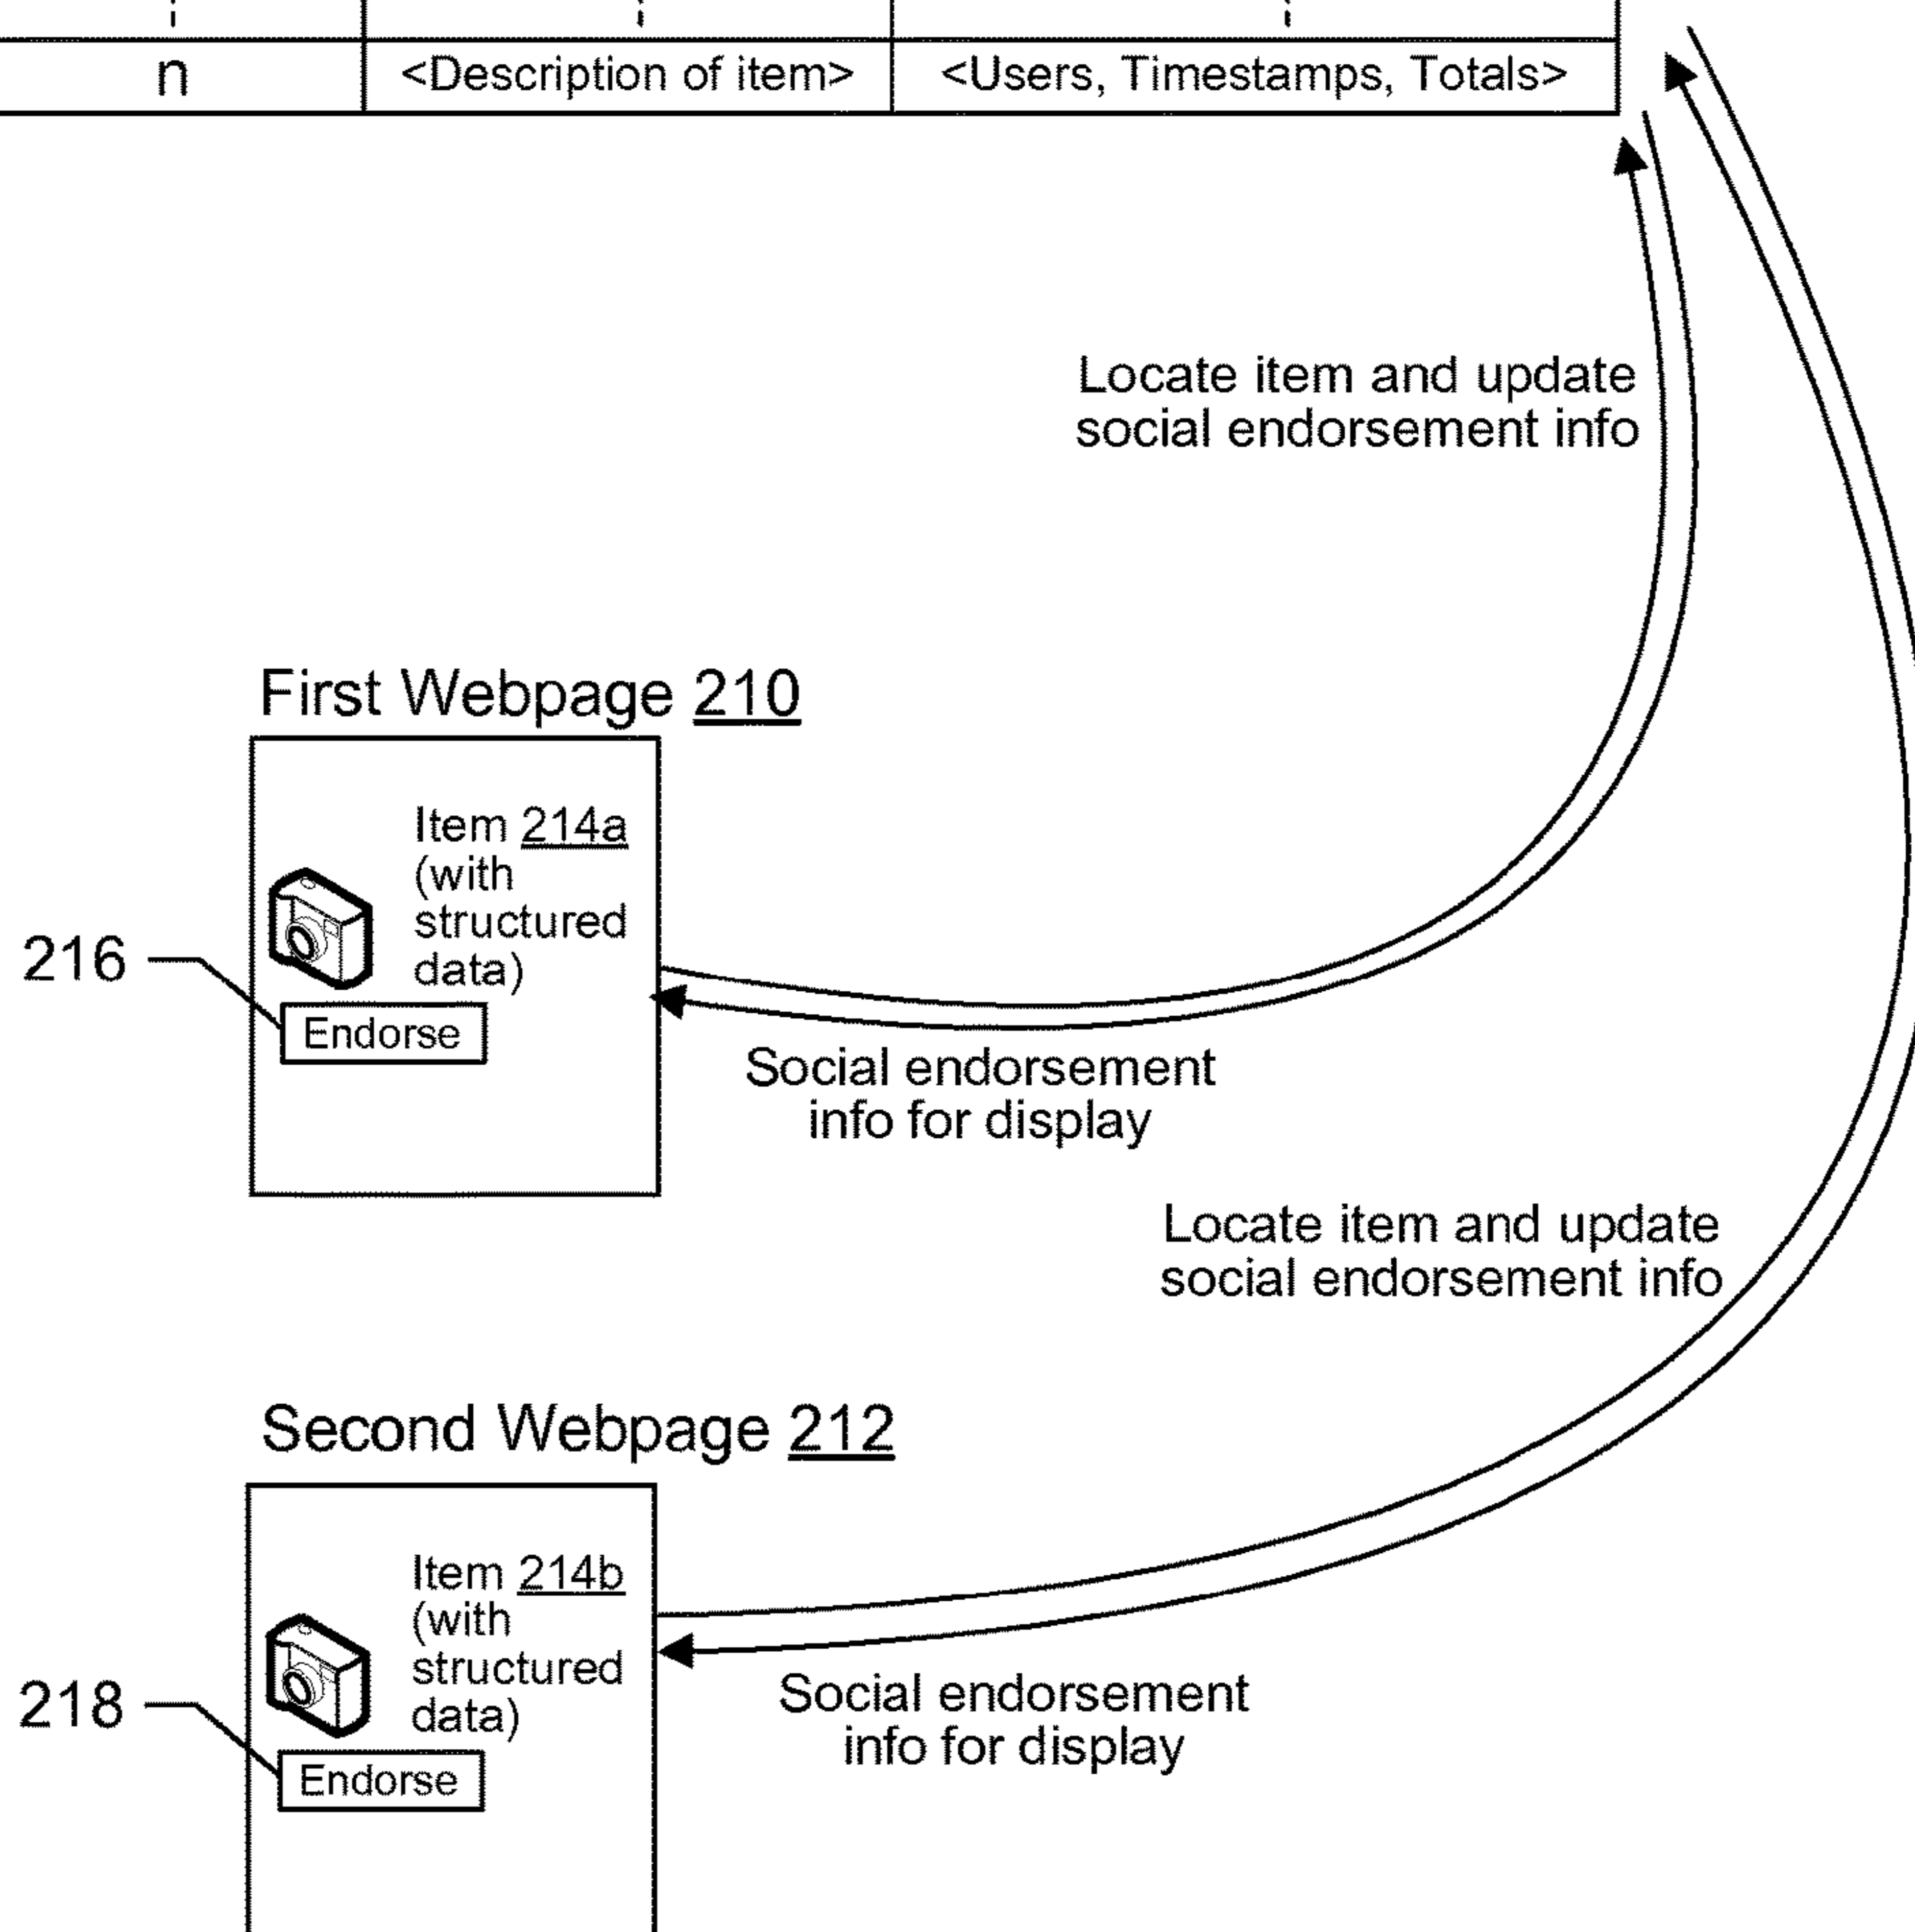 n <Description of item> <Users, Timestamps, Totals>
Locate item and update
social endorsement info
First Webpage 210
Item 214a
(with
structured
data)
216
Endorse
Social endorsement
info for display
Locate item and update
social endorsement info
Second Webpage 212
Item 214b
(with
structured
data)
218
Endorse
Social endorsement
info for display